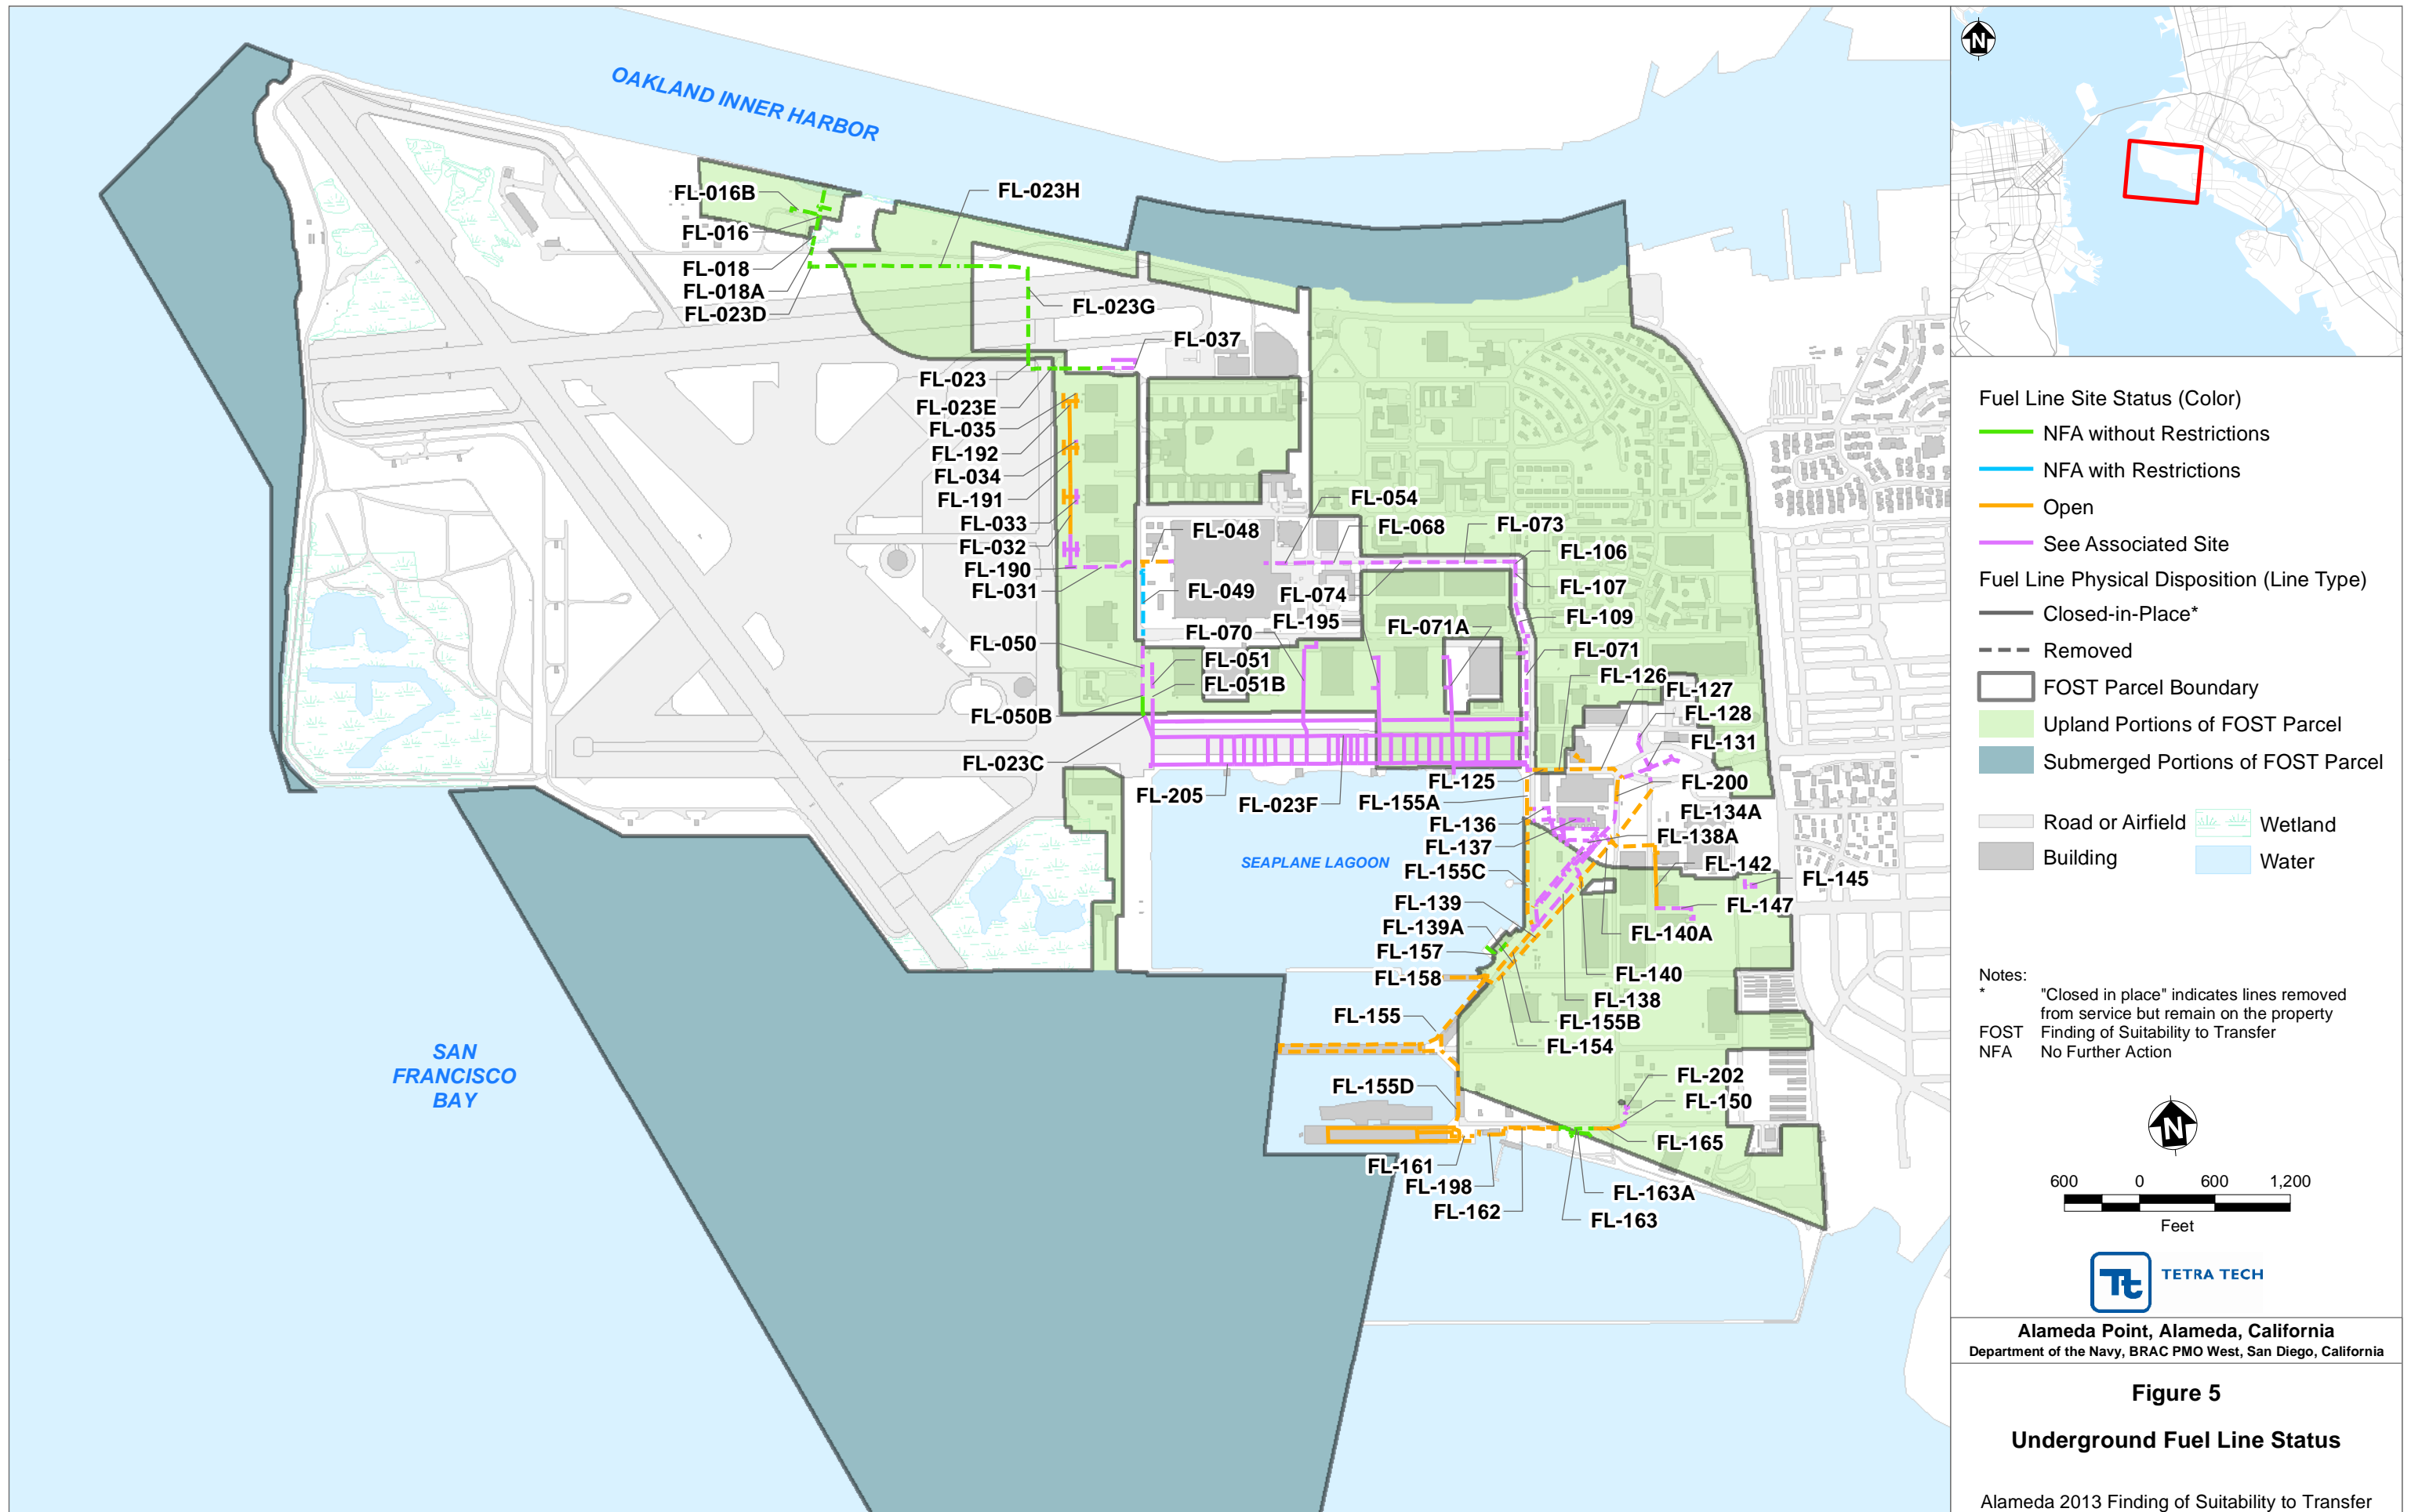 OAKLAND INNER HARBOR
FL-016B
FL-023H
FL-016
FL-018
FL-018A
FL-023D
FL-023G
FL-037
FL-023
FL-023E
FL-035
FL-192
FL-034
FL-191
FL-033
FL-032
FL-190
FL-031
FL-048
FL-054
FL-068
FL-073
FL-106
FL-107
FL-049
FL-074
FL-109
FL-195
FL-070
FL-071A
FL-050
FL-051
FL-071
FL-051B
FL-126
FL-127
FL-050B
FL-128
FL-131
FL-023C
FL-125
FL-200
FL-205
FL-023F
FL-155A
FL-134A
FL-136
FL-138A
FL-137
SEAPLANE LAGOON
FL-155C
FL-142
FL-145
FL-139
FL-147
FL-139A
FL-140A
FL-157
FL-158
FL-140
FL-138
FL-155
FL-155B
FL-154
SAN
FRANCISCO
BAY
FL-155D
FL-202
FL-150
FL-165
FL-161
FL-198
FL-163A
FL-162
FL-163
N
Fuel Line Site Status (Color)
NFA without Restrictions
NFA with Restrictions
Open
See Associated Site
Fuel Line Physical Disposition (Line Type)
Closed-in-Place*
Removed
FOST Parcel Boundary
Upland Portions of FOST Parcel
Submerged Portions of FOST Parcel
Road or Airfield
Wetland
Building
Water
Notes:
* "Closed in place" indicates lines removed
from service but remain on the property
FOST Finding of Suitability to Transfer
NFA No Further Action
N
600 0 600 1,200
Feet
Tt TETRA TECH
Alameda Point, Alameda, California
Department of the Navy, BRAC PMO West, San Diego, California
Figure 5
Underground Fuel Line Status
Alameda 2013 Finding of Suitability to Transfer